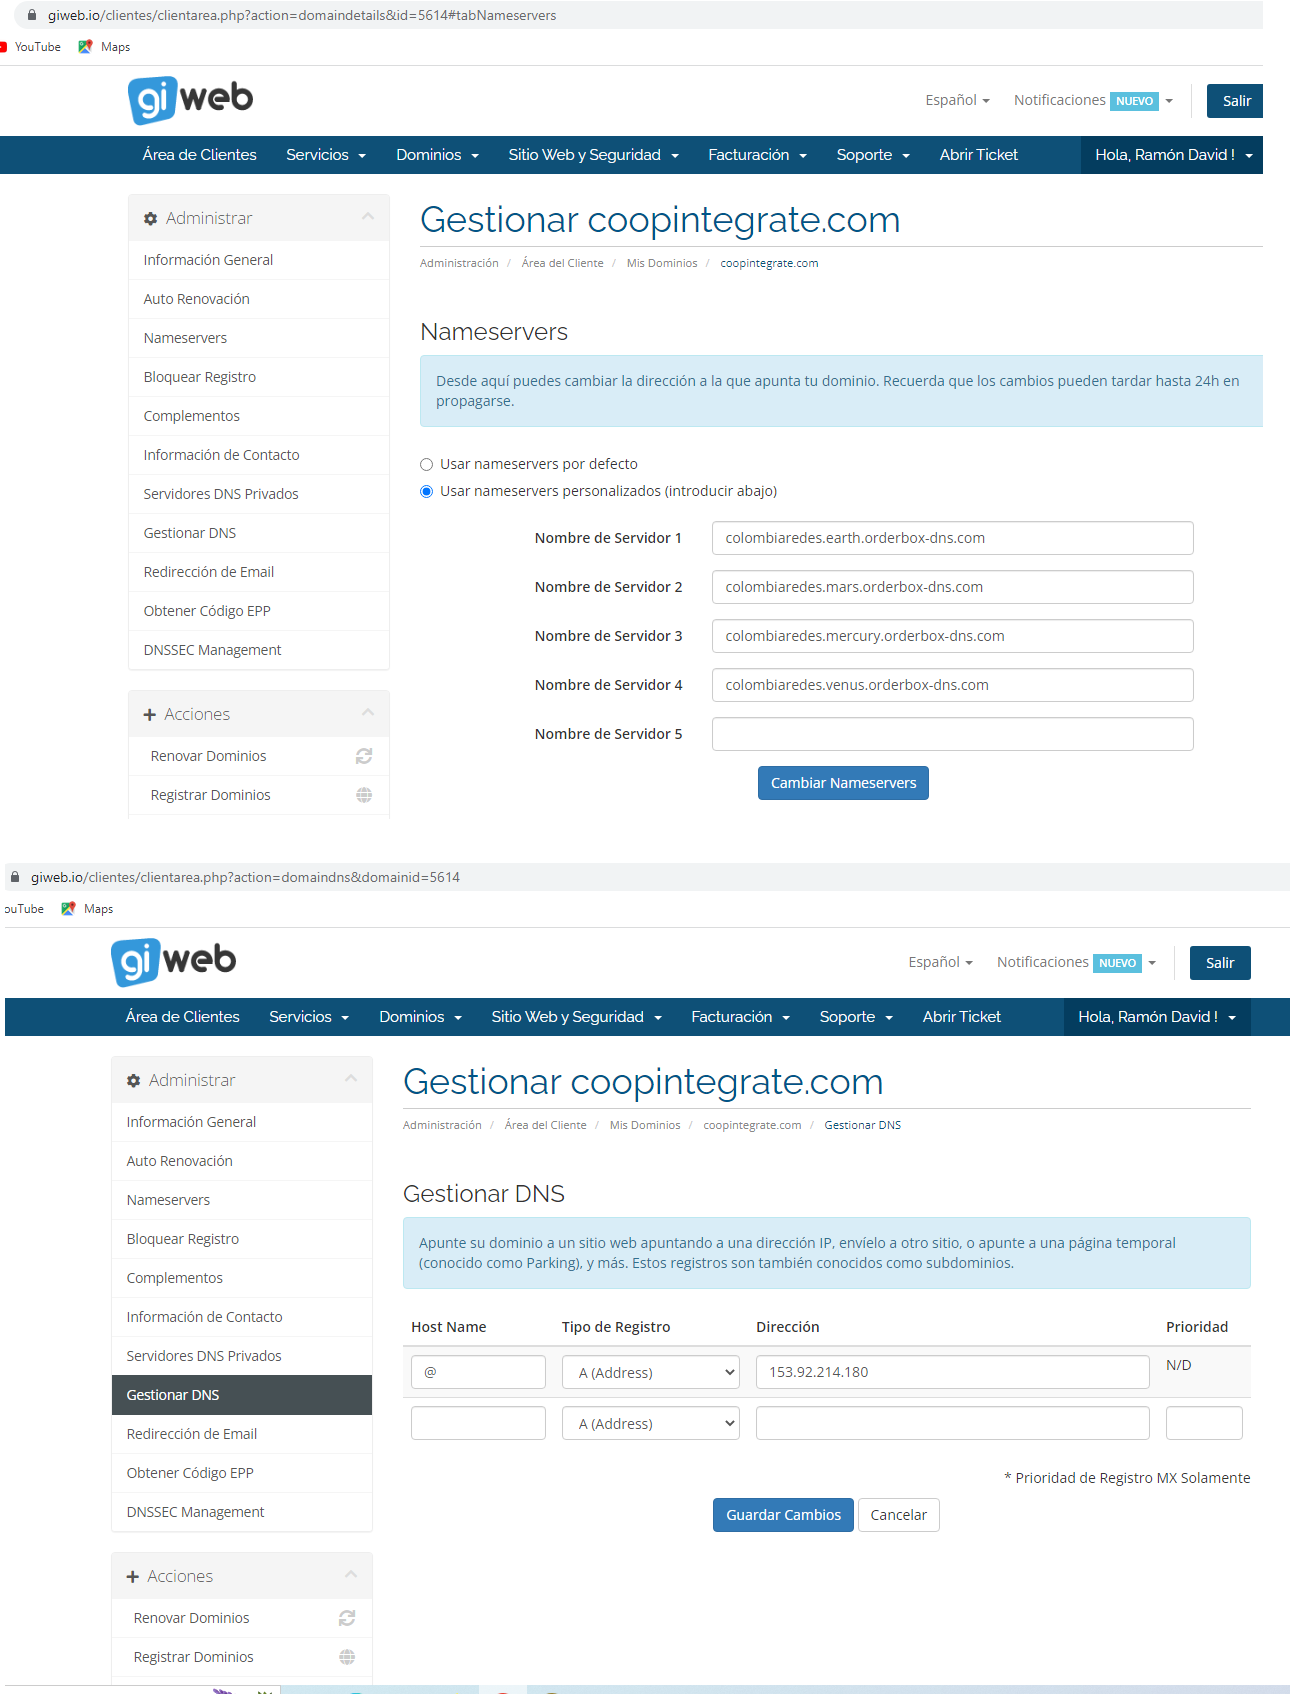 giweb.io/clientes/clientarea.php?action=domaindetails&id=5614#tabNameservers
YouTube Maps
giweb
Español Notificaciones NUEVO Salir
Área de Clientes Servicios Dominios Sitio Web y Seguridad Facturación Soporte Abrir Ticket Hola, Ramón David !
Administrar
Información General
Auto Renovación
Nameservers
Bloquear Registro
Complementos
Información de Contacto
Servidores DNS Privados
Gestionar DNS
Redirección de Email
Obtener Código EPP
DNSSEC Management
Acciones
Renovar Dominios
Registrar Dominios
Gestionar coopintegrate.com
Administración / Área del Cliente / Mis Dominios / coopintegrate.com
Nameservers
Desde aquí puedes cambiar la dirección a la que apunta tu dominio. Recuerda que los cambios pueden tardar hasta 24h en
propagarse.
Usar nameservers por defecto
Usar nameservers personalizados (introducir abajo)
Nombre de Servidor 1 colombiaredes.earth.orderbox-dns.com
Nombre de Servidor 2 colombiaredes.mars.orderbox-dns.com
Nombre de Servidor 3 colombiaredes.mercury.orderbox-dns.com
Nombre de Servidor 4 colombiaredes.venus.orderbox-dns.com
Nombre de Servidor 5
Cambiar Nameservers
giweb.io/clientes/clientarea.php?action=domaindns&domainid=5614
ouTube Maps
giweb
Español Notificaciones NUEVO Salir
Área de Clientes Servicios Dominios Sitio Web y Seguridad Facturación Soporte Abrir Ticket Hola, Ramón David !
Administrar
Información General
Auto Renovación
Nameservers
Bloquear Registro
Complementos
Información de Contacto
Servidores DNS Privados
Gestionar DNS
Redirección de Email
Obtener Código EPP
DNSSEC Management
Acciones
Renovar Dominios
Registrar Dominios
Gestionar coopintegrate.com
Administración / Área del Cliente / Mis Dominios / coopintegrate.com / Gestionar DNS
Gestionar DNS
Apunte su dominio a un sitio web apuntando a una dirección IP, envíelo a otro sitio, o apunte a una página temporal
(conocido como Parking), y más. Estos registros son también conocidos como subdominios.
Host Name Tipo de Registro Dirección Prioridad
@ A (Address) 153.92.214.180 N/D
A (Address)
* Prioridad de Registro MX Solamente
Guardar Cambios Cancelar